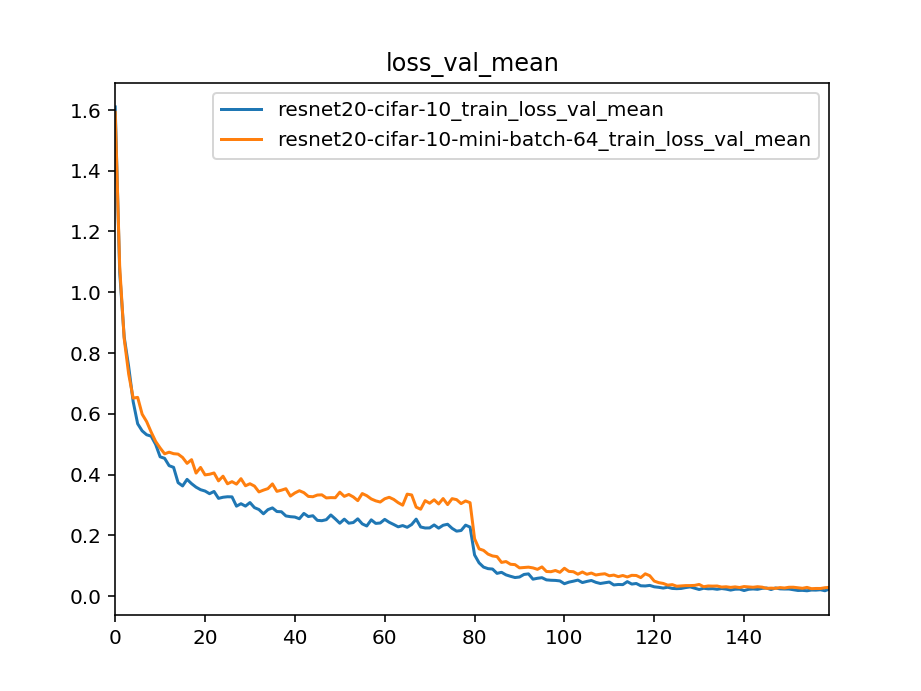 loss_val_mean
resnet20-cifar-10_train_loss_val_mean
resnet20-cifar-10-mini-batch-64_train_loss_val_mean
1.6
1.4
1.2
1.0
0.8
0.6
0.4
0.2
0.0
0 20 40 60 80 100 120 140